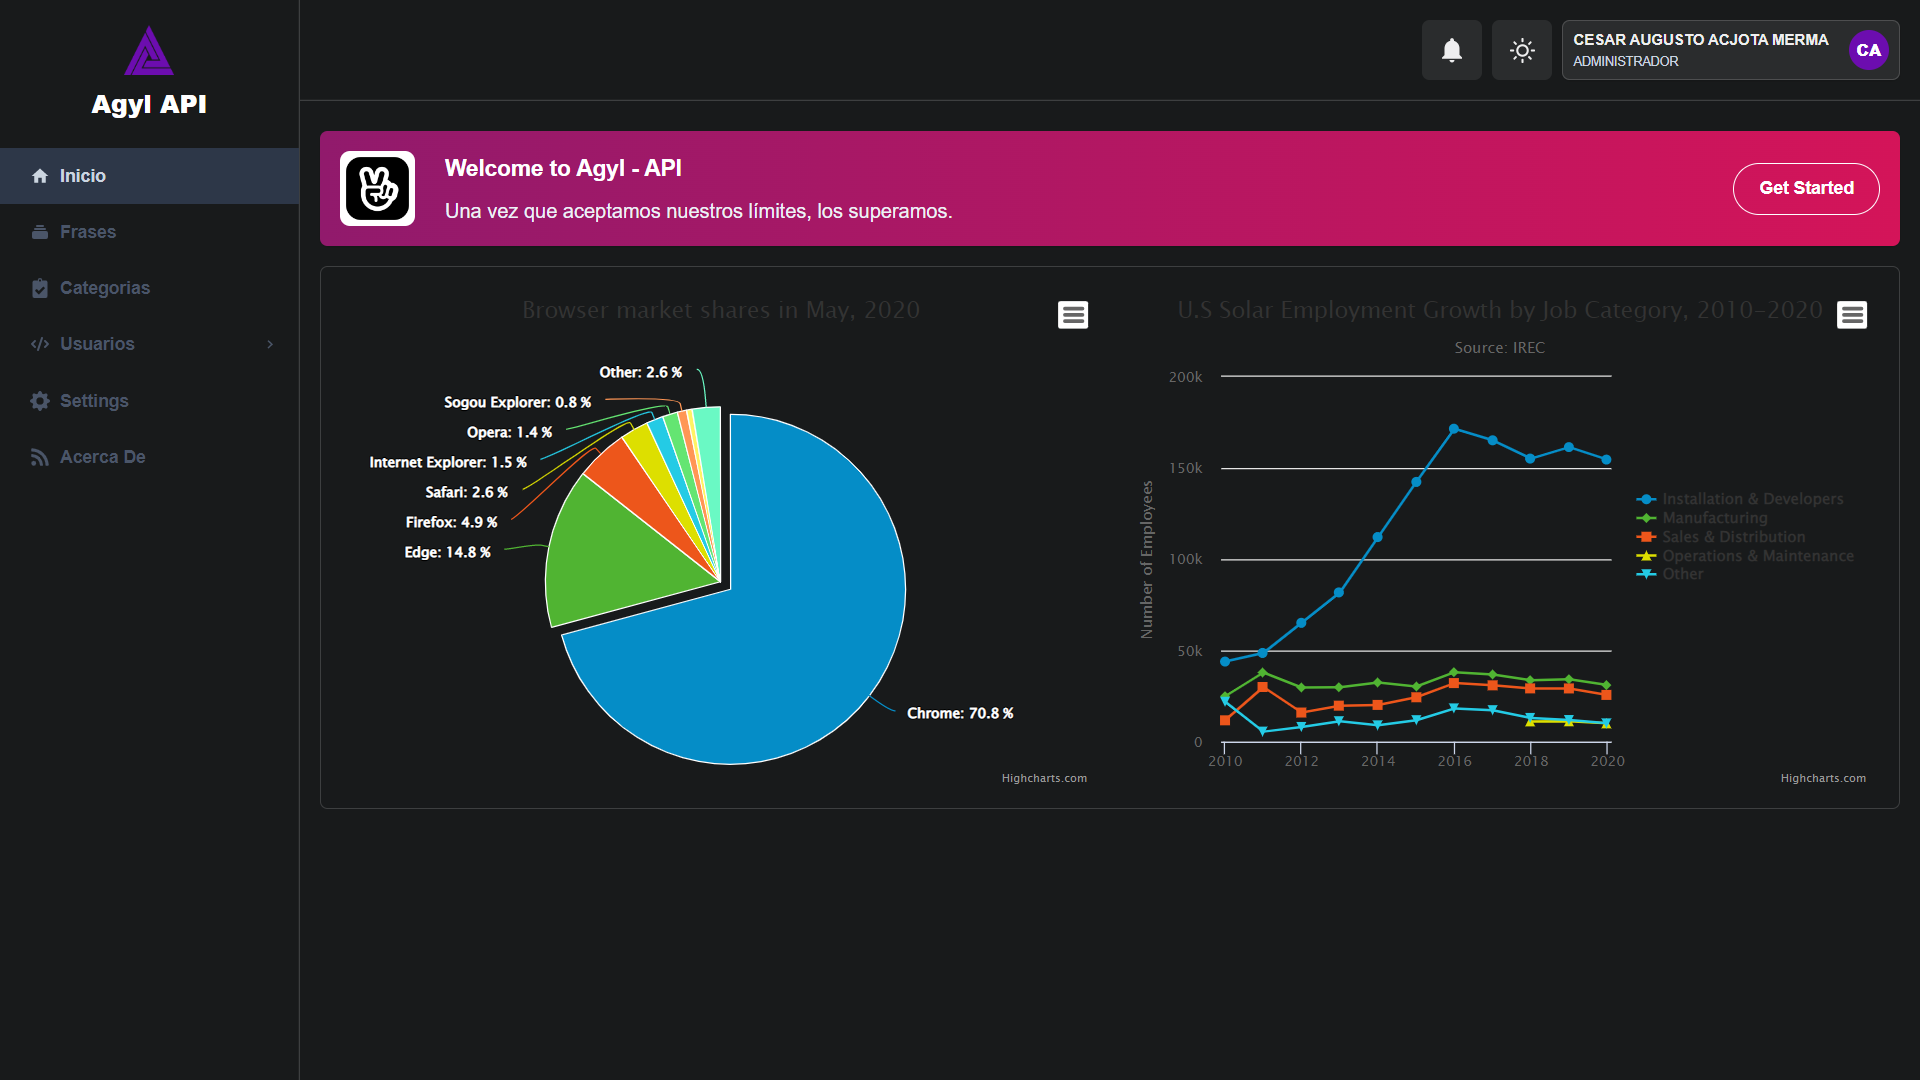 Agyl API
Inicio
Frases
Categorias
Usuarios
Settings
Acerca De
CESAR AUGUSTO ACJOTA MERMA
ADMINISTRADOR
CA
Welcome to Agyl - API
Una vez que aceptamos nuestros límites, los superamos.
Get Started
Browser market shares in May, 2020
Other: 2.6 %
Sogou Explorer: 0.8 %
Opera: 1.4 %
Internet Explorer: 1.5 %
Safari: 2.6 %
Firefox: 4.9 %
Edge: 14.8 %
Chrome: 70.8 %
Highcharts.com
U.S Solar Employment Growth by Job Category, 2010-2020
Source: IREC
Number of Employees
200k
150k
100k
50k
0
2010 2012 2014 2016 2018 2020
Installation & Developers
Manufacturing
Sales & Distribution
Operations & Maintenance
Other
Highcharts.com